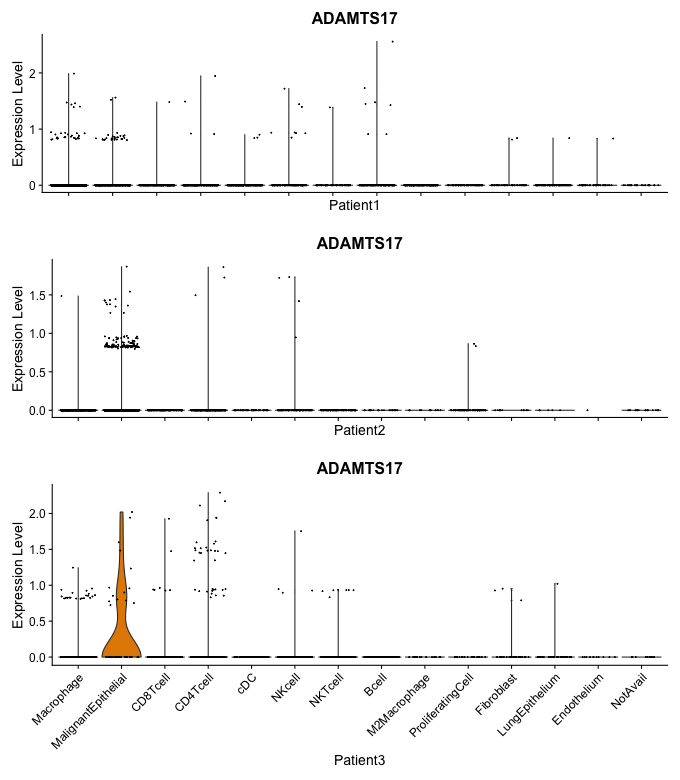 ADAMTS17
Expression Level
2
1
0
Patient1
ADAMTS17
Expression Level
1.5
1.0
0.5
0.0
Patient2
ADAMTS17
Expression Level
2.0
1.5
1.0
0.5
0.0
Macrophage
MalignantEpithelial
CD8Tcell
CD4Tcell
cDC
NKcell
NKTcell
Bcell
M2Macrophage
ProliferatingCell
Fibroblast
LungEpithelium
Endothelium
NotAvail
Patient3